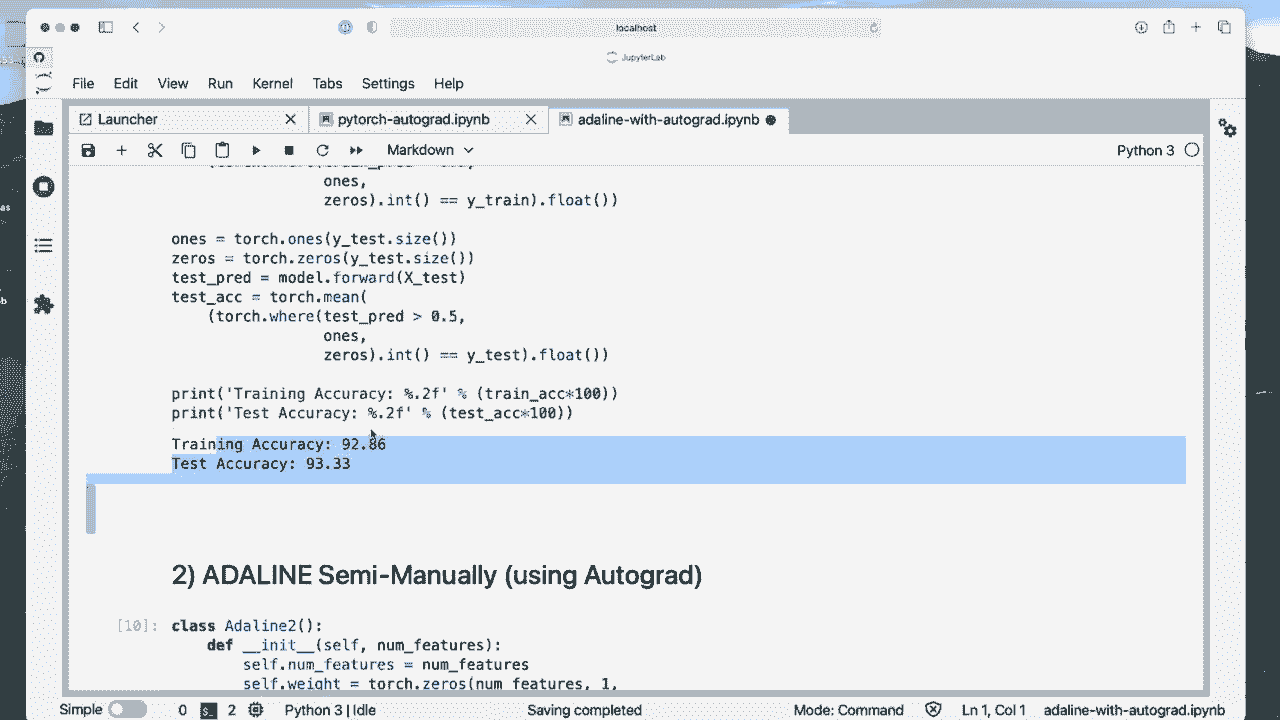 localhost
JupyterLab
File Edit View Run Kernel Tabs Settings Help
Launcher pytorch-autograd.ipynb adaline-with-autograd.ipynb
Markdown Python 3
ones,
zeros).int() == y_train).float())
ones = torch.ones(y_test.size())
zeros = torch.zeros(y_test.size())
test_pred = model.forward(X_test)
test_acc = torch.mean(
(torch.where(test_pred > 0.5,
ones,
zeros).int() == y_test).float())
print('Training Accuracy: %.2f' % (train_acc*100))
print('Test Accuracy: %.2f' % (test_acc*100))
Training Accuracy: 92.86
Test Accuracy: 93.33
2) ADALINE Semi-Manually (using Autograd)
[10]: class Adaline2():
def __init__(self, num_features):
self.num_features = num_features
self.weight = torch.zeros(num_features, 1,
Simple 0 2 Python 3 | Idle Saving completed Mode: Command Ln 1, Col 1 adaline-with-autograd.ipynb